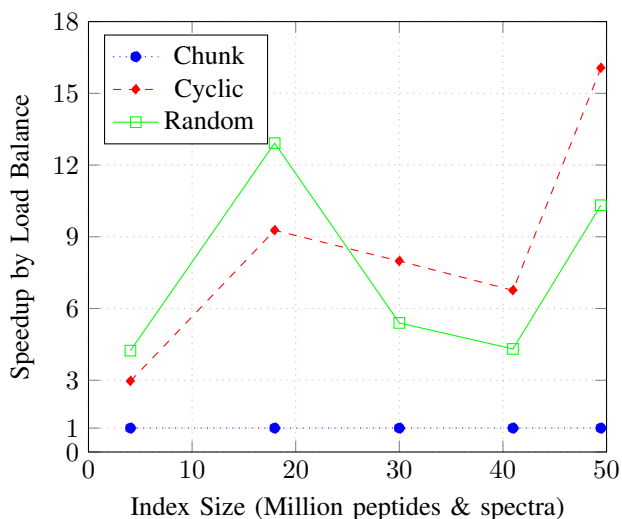 18
15
12
9
6
3
1
0
Speedup by Load Balance
Chunk
Cyclic
Random
0 10 20 30 40 50
Index Size (Million peptides & spectra)